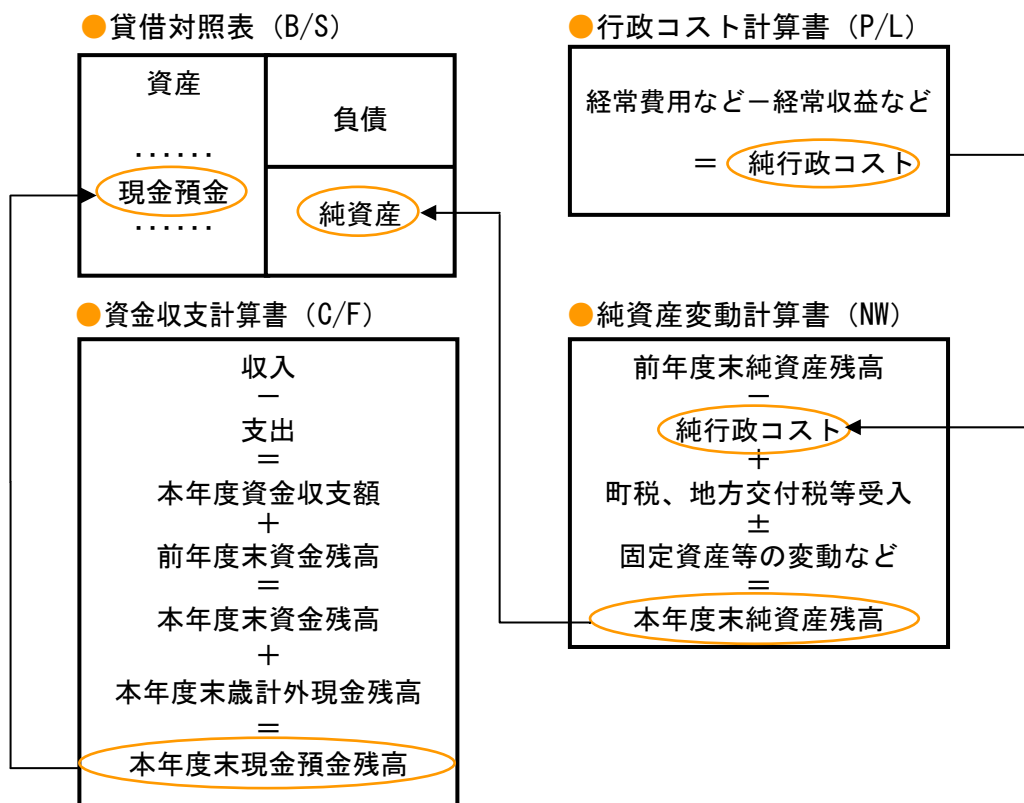 ●貸借対照表（B/S）
資産
......
現金預金
......
負債
純資産
●行政コスト計算書（P/L）
経常費用など－経常収益など
＝ 純行政コスト
●資金収支計算書（C/F）
収入
－
支出
＝
本年度資金収支額
＋
前年度末資金残高
＝
本年度末資金残高
＋
本年度末歳計外現金残高
＝
本年度末現金預金残高
●純資産変動計算書（NW）
前年度末純資産残高
－
純行政コスト
＋
町税、地方交付税等受入
±
固定資産等の変動など
＝
本年度末純資産残高